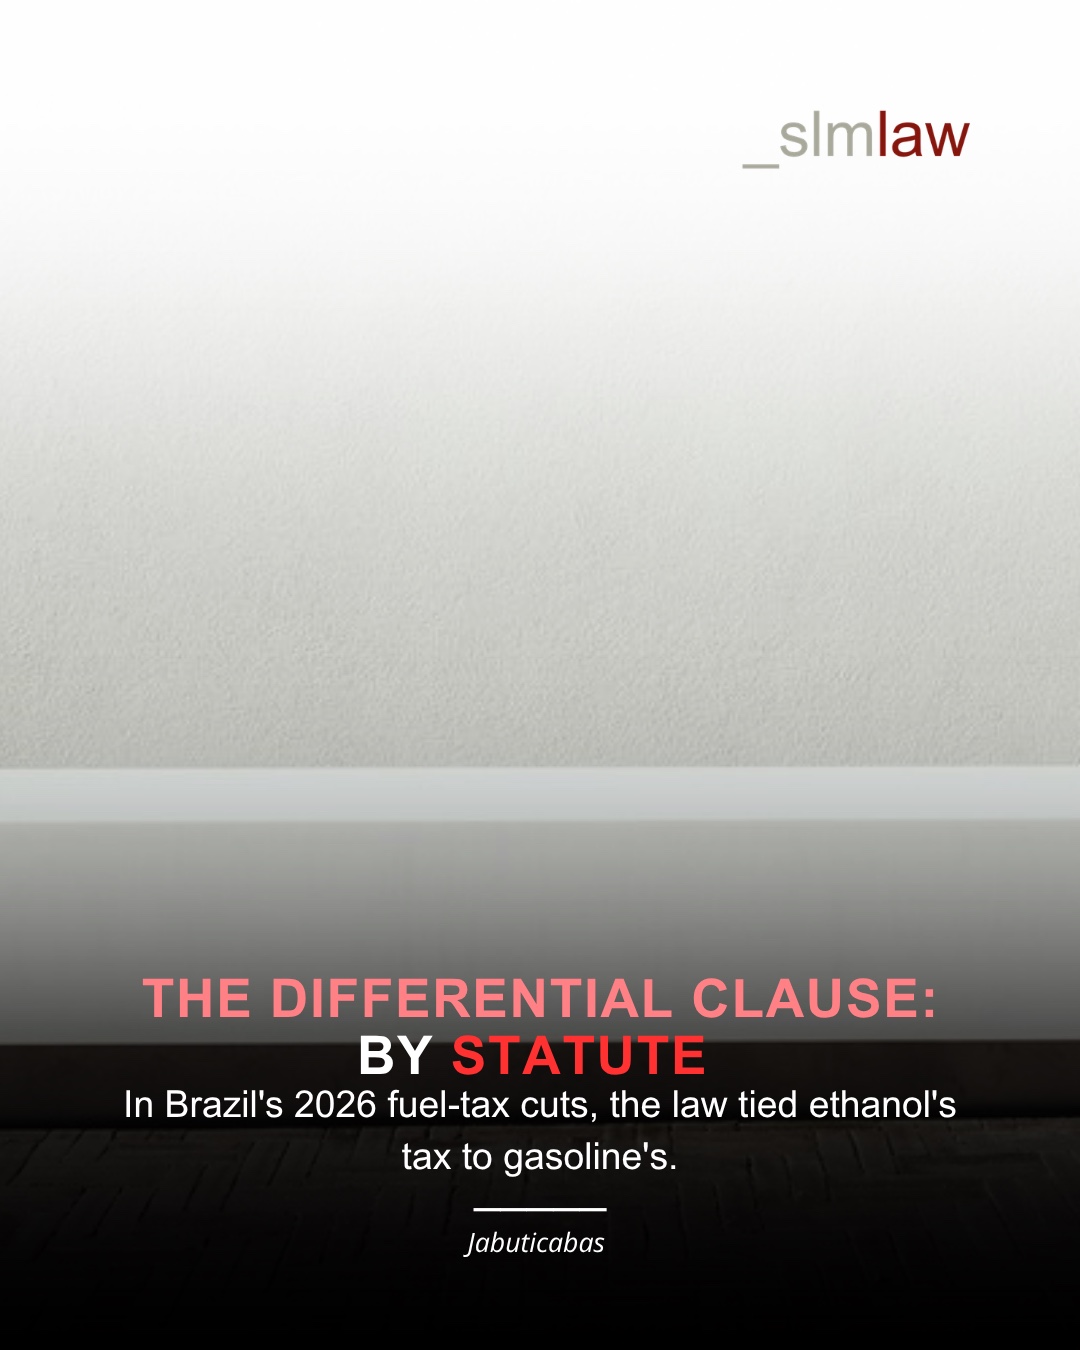 _slmlaw
THE DIFFERENTIAL CLAUSE:
BY STATUTE
In Brazil's 2026 fuel-tax cuts, the law tied ethanol's
tax to gasoline's.
Jabuticabas